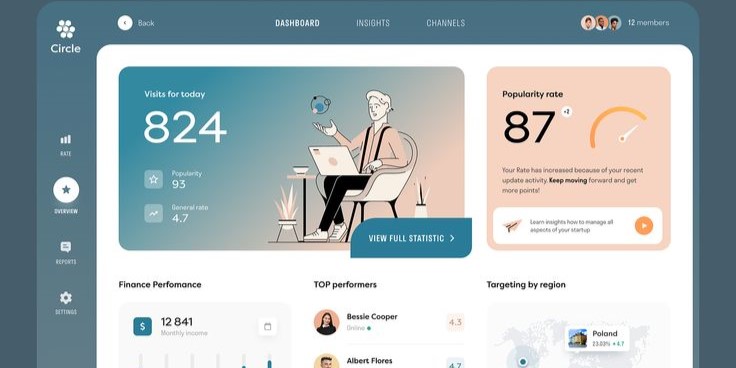 Circle
Back
DASHBOARD
INSIGHTS
CHANNELS
12 members
RATE
OVERVIEW
REPORTS
SETTINGS
Visits for today
824
Popularity
93
General rate
4.7
VIEW FULL STATISTIC
Popularity rate
87
+2
Your Rate has increased because of your recent
update activity. Keep moving forward and get
more points!
Learn insights how to manage all
aspects of your startup
Finance Perfomance
$
12 841
Monthly income
TOP performers
Bessie Cooper
Online
4.3
Albert Flores
4.7
Targeting by region
Poland
23.03% + 4.7